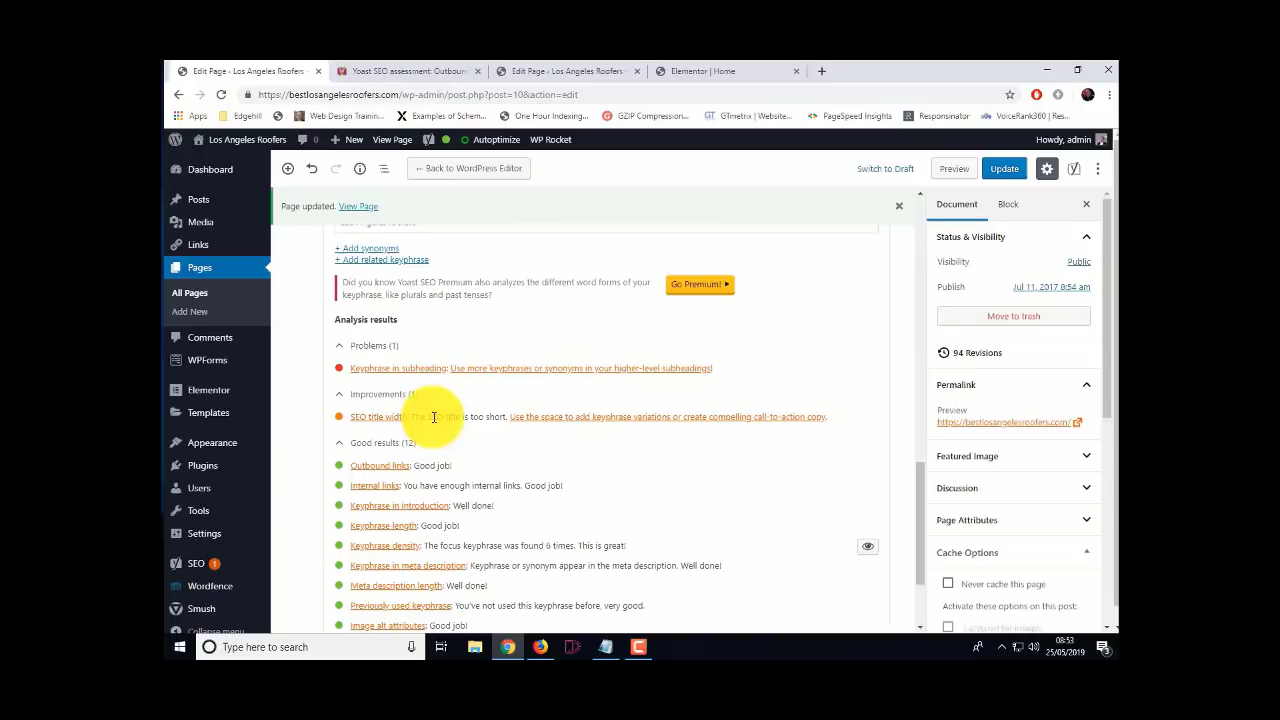 Edit Page ‹ Los Angeles Roofers ‹
Yoast SEO assessment: Outboun
Edit Page ‹ Los Angeles Roofers ‹
Elementor | Home
https://bestlosangelesroofers.com/wp-admin/post.php?post=10&action=edit
Apps
Edgehill
Web Design Training...
Examples of Schem...
One Hour Indexing...
GZIP Compression...
GTmetrix | Website...
PageSpeed Insights
Responsinator
VoiceRank360 | Res...
Los Angeles Roofers
0
+ New
View Page
Autoptimize
WP Rocket
Howdy, admin
Dashboard
Posts
Media
Links
Pages
All Pages
Add New
Comments
WPForms
Elementor
Templates
Appearance
Plugins
Users
Tools
Settings
SEO 1
Wordfence
Smush
Collapse menu
← Back to WordPress Editor
Switch to Draft
Preview
Update
Page updated. View Page
+ Add synonyms
+ Add related keyphrase
Did you know Yoast SEO Premium also analyzes the different word forms of your
keyphrase, like plurals and past tenses?
Go Premium!
Analysis results
Problems (1)
Keyphrase in subheading: Use more keyphrases or synonyms in your higher-level subheadings!
Improvements (1
SEO title width: The SEO title is too short. Use the space to add keyphrase variations or create compelling call-to-action copy.
Good results (12)
Outbound links: Good job!
Internal links: You have enough internal links. Good job!
Keyphrase in introduction: Well done!
Keyphrase length: Good job!
Keyphrase density: The focus keyphrase was found 6 times. This is great!
Keyphrase in meta description: Keyphrase or synonym appear in the meta description. Well done!
Meta description length: Well done!
Previously used keyphrase: You've not used this keyphrase before, very good.
Image alt attributes: Good job!
Document
Block
Status & Visibility
Visibility
Public
Publish
Jul 11, 2017 8:54 am
Move to trash
94 Revisions
Permalink
Preview
https://bestlosangelesroofers.com/
Featured Image
Discussion
Page Attributes
Cache Options
Never cache this page
Activate these options on this post:
Type here to search
08:53
25/05/2019
3